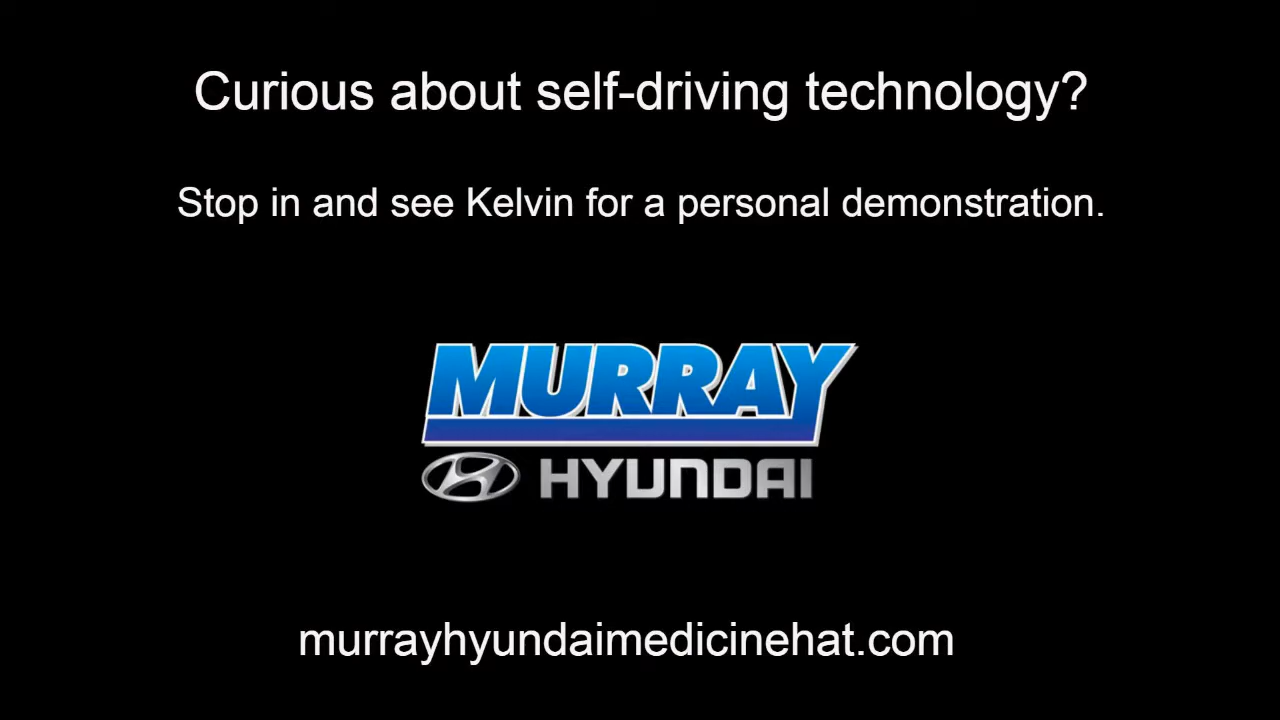 Curious about self-driving technology?
Stop in and see Kelvin for a personal demonstration.
MURRAY
HYUNDAI
murrayhyundaimedicinehat.com